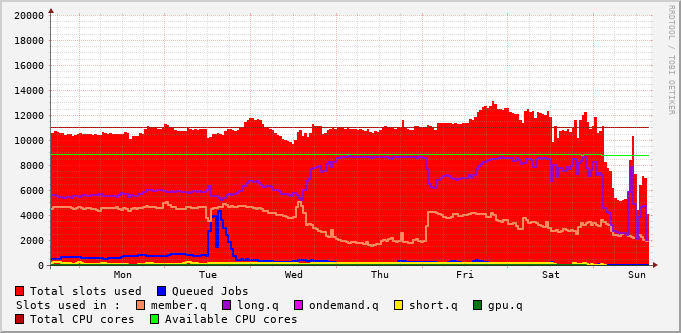 20000
18000
16000
14000
12000
10000
8000
6000
4000
2000
0
Mon Tue Wed Thu Fri Sat Sun
RRDTOOL / TOBI OETIKER
Total slots used Queued Jobs
Slots used in : member.q long.q ondemand.q short.q gpu.q
Total CPU cores Available CPU cores